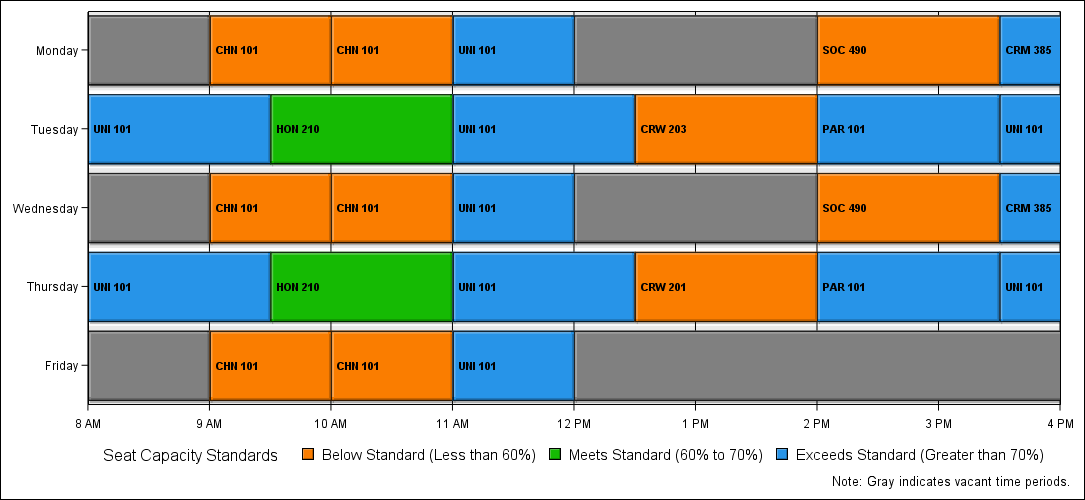 Monday CHN 101 CHN 101 UNI 101 SOC 490 CRM 385
Tuesday UNI 101 HON 210 UNI 101 CRW 203 PAR 101 UNI 101
Wednesday CHN 101 CHN 101 UNI 101 SOC 490 CRM 385
Thursday UNI 101 HON 210 UNI 101 CRW 201 PAR 101 UNI 101
Friday CHN 101 CHN 101 UNI 101
8 AM 9 AM 10 AM 11 AM 12 PM 1 PM 2 PM 3 PM 4 PM
Seat Capacity Standards Below Standard (Less than 60%) Meets Standard (60% to 70%) Exceeds Standard (Greater than 70%)
Note: Gray indicates vacant time periods.